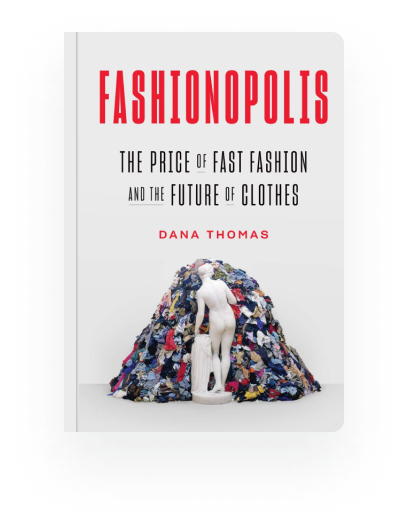 FASHIONOPOLIS
THE PRICE OF FAST FASHION
AND THE FUTURE OF CLOTHES
DANA THOMAS